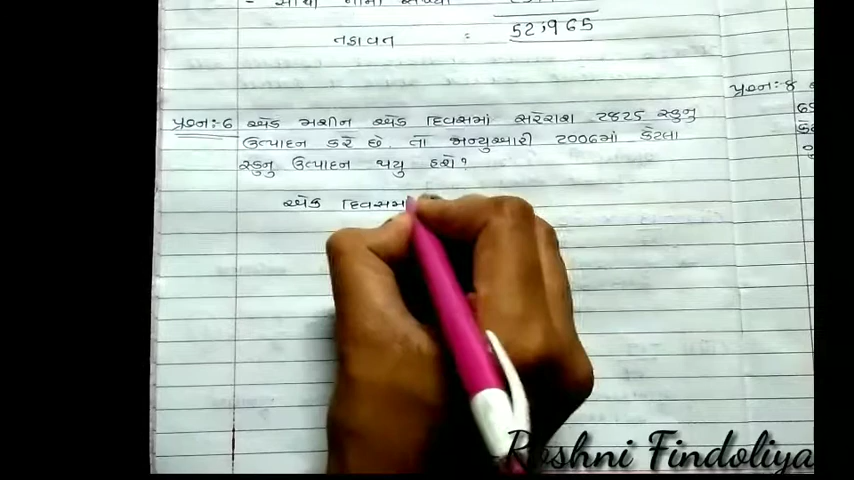 નફાવત : 52,965
પ્રશ્ન:-6 એક મશીન એક દિવસમાં સરેરાશ 2825 સ્ક્રુનુ
ઉત્પાદન કરે છે. તો જાન્યુઆરી 2006માં કેટલા
સ્ક્રુનુ ઉત્પાદન થયુ હશે?
એક દિવસમા
પ્રશ્ન:-8
Roshni Findoliya